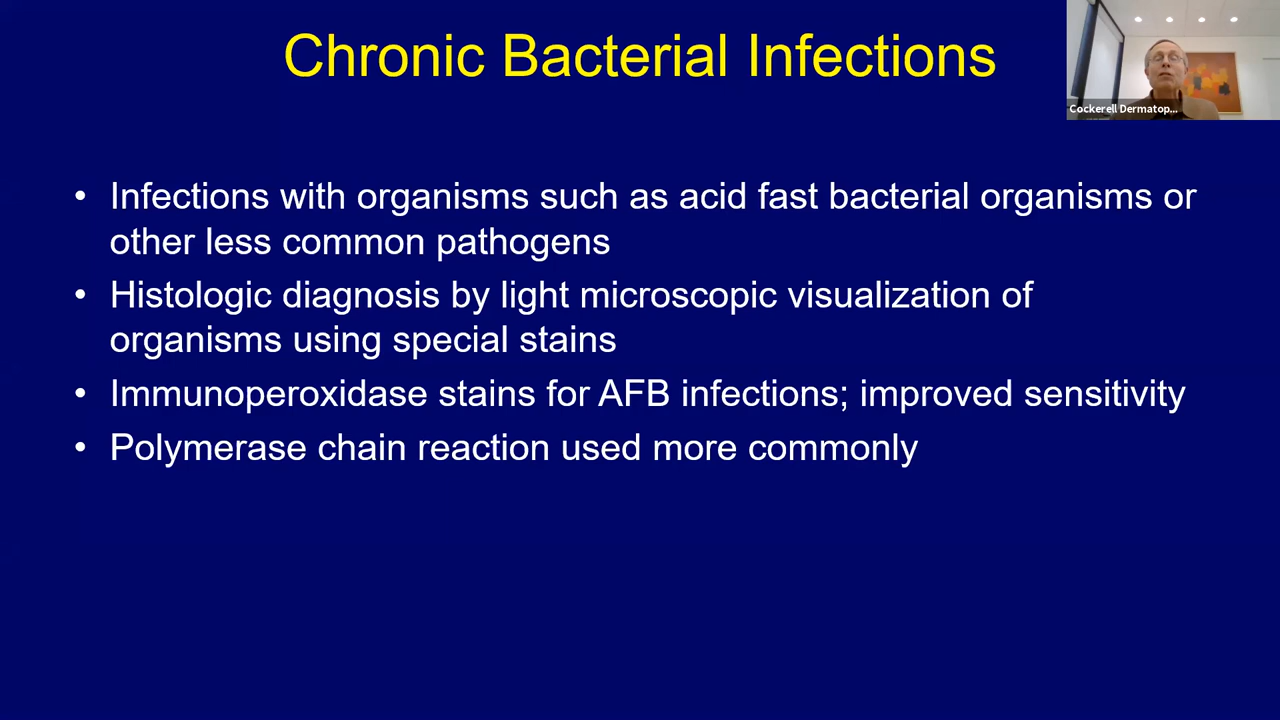 Chronic Bacterial Infections
Cockerell Dermatop...
• Infections with organisms such as acid fast bacterial organisms or
other less common pathogens
• Histologic diagnosis by light microscopic visualization of
organisms using special stains
• Immunoperoxidase stains for AFB infections; improved sensitivity
• Polymerase chain reaction used more commonly